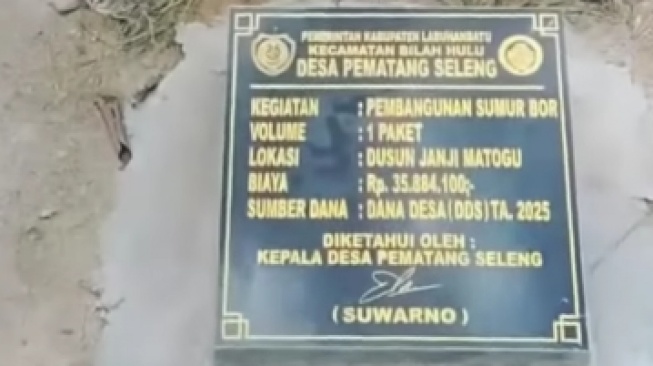 PEMERINTAH KABUPATEN LABUHANBATU
KECAMATAN BILAH HULU
DESA PEMATANG SELENG
KEGIATAN : PEMBANGUNAN SUMUR BOR
VOLUME : 1 PAKET
LOKASI : DUSUN JANJI MATOGU
BIAYA : Rp. 35.884,100;-
SUMBER DANA : DANA DESA (DDS) TA. 2025
DIKETAHUI OLEH :
KEPALA DESA PEMATANG SELENG
( SUWARNO )